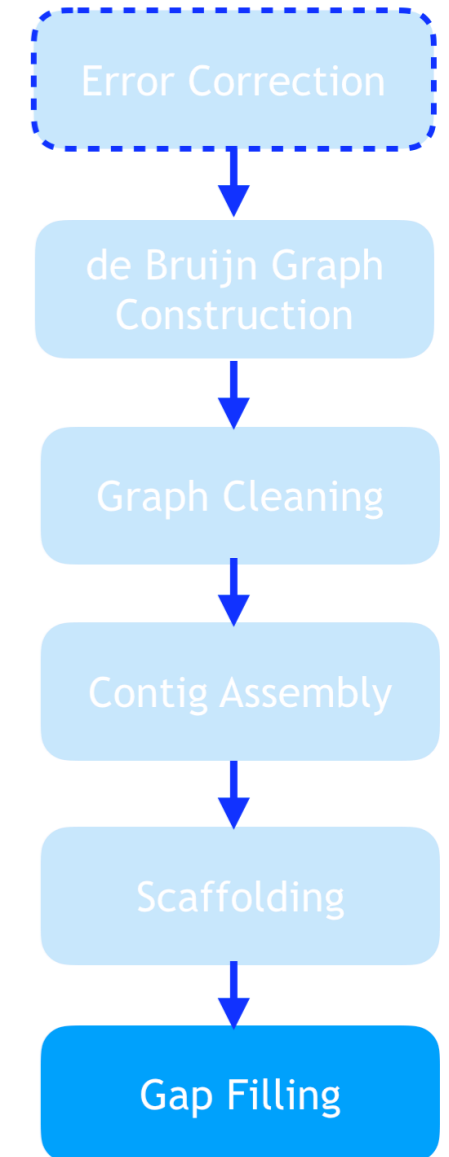 Error Correction
de Bruijn Graph
Construction
Graph Cleaning
Contig Assembly
Scaffolding
Gap Filling